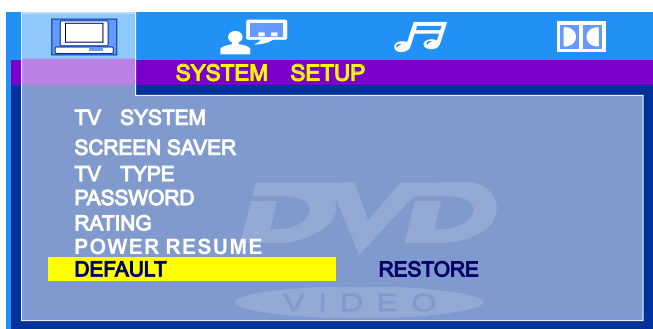 SYSTEM SETUP
TV SYSTEM
SCREEN SAVER
TV TYPE
PASSWORD
RATING
POWER RESUME
DEFAULT RESTORE
DVD
VIDEO